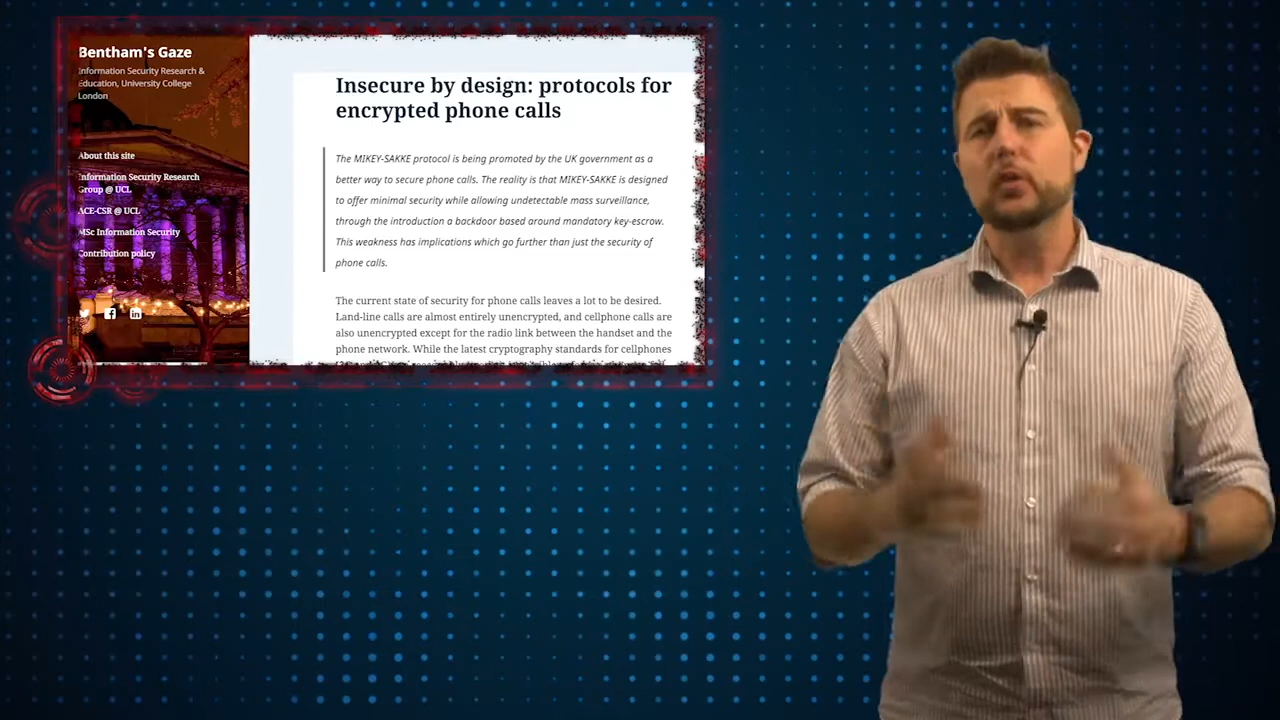 Bentham's Gaze
Information Security Research &
Education, University College
London
About this site
Information Security Research
Group @ UCL
ACE-CSR @ UCL
MSc Information Security
Contribution policy
Insecure by design: protocols for
encrypted phone calls
The MIKEY-SAKKE protocol is being promoted by the UK government as a
better way to secure phone calls. The reality is that MIKEY-SAKKE is designed
to offer minimal security while allowing undetectable mass surveillance,
through the introduction a backdoor based around mandatory key-escrow.
This weakness has implications which go further than just the security of
phone calls.
The current state of security for phone calls leaves a lot to be desired.
Land-line calls are almost entirely unencrypted, and cellphone calls are
also unencrypted except for the radio link between the handset and the
phone network. While the latest cryptography standards for cellphones